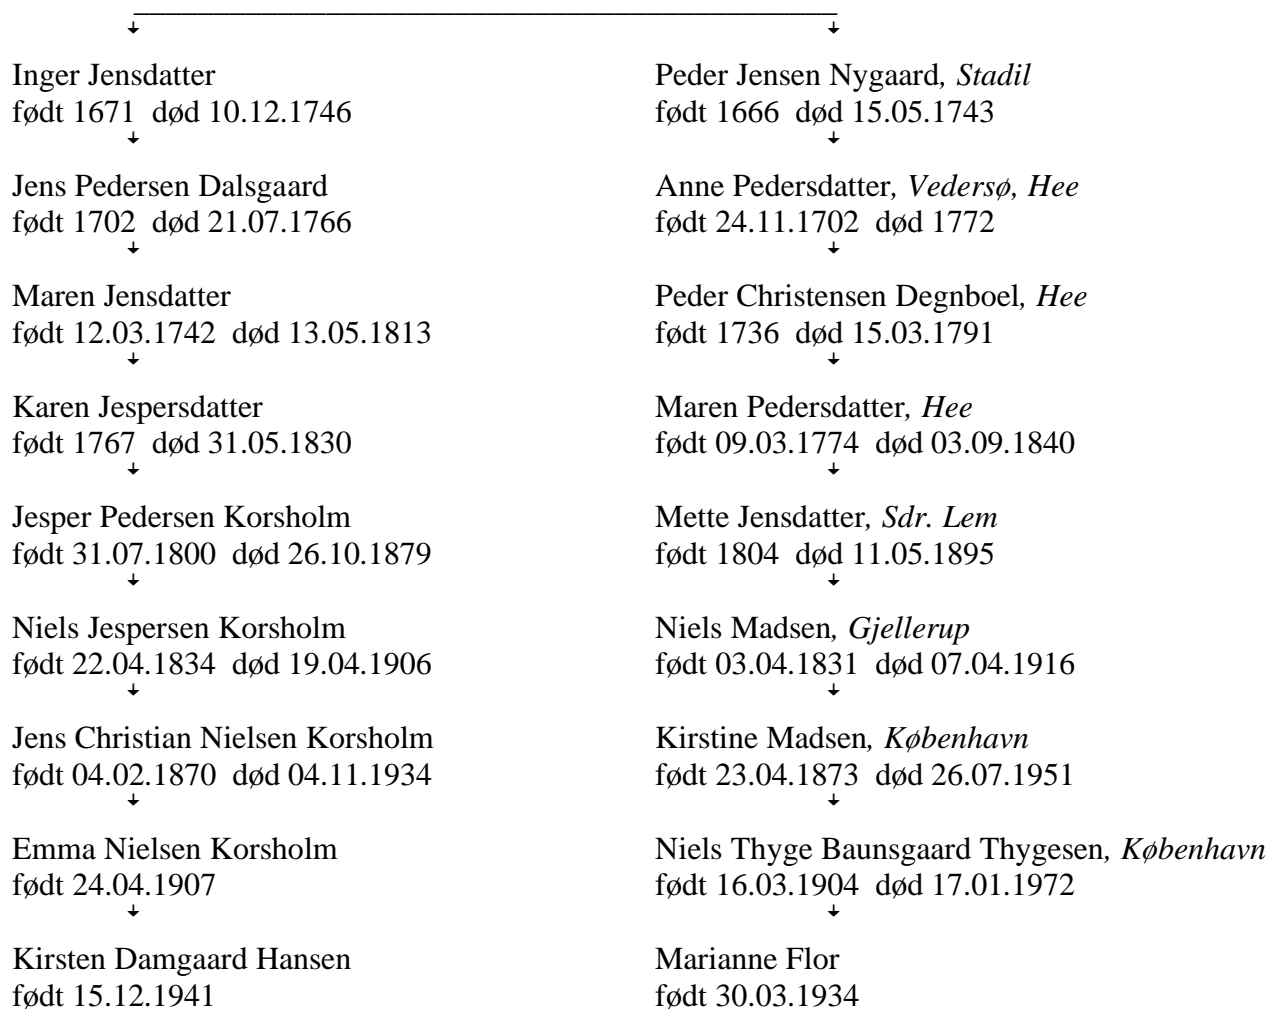 Inger Jensdatter
født 1671 død 10.12.1746
Jens Pedersen Dalsgaard
født 1702 død 21.07.1766
Maren Jensdatter
født 12.03.1742 død 13.05.1813
Karen Jespersdatter
født 1767 død 31.05.1830
Jesper Pedersen Korsholm
født 31.07.1800 død 26.10.1879
Niels Jespersen Korsholm
født 22.04.1834 død 19.04.1906
Jens Christian Nielsen Korsholm
født 04.02.1870 død 04.11.1934
Emma Nielsen Korsholm
født 24.04.1907
Kirsten Damgaard Hansen
født 15.12.1941
Peder Jensen Nygaard, Stadil
født 1666 død 15.05.1743
Anne Pedersdatter, Vedersø, Hee
født 24.11.1702 død 1772
Peder Christensen Degnboel, Hee
født 1736 død 15.03.1791
Maren Pedersdatter, Hee
født 09.03.1774 død 03.09.1840
Mette Jensdatter, Sdr. Lem
født 1804 død 11.05.1895
Niels Madsen, Gjellerup
født 03.04.1831 død 07.04.1916
Kirstine Madsen, København
født 23.04.1873 død 26.07.1951
Niels Thyge Baunsgaard Thygesen, København
født 16.03.1904 død 17.01.1972
Marianne Flor
født 30.03.1934